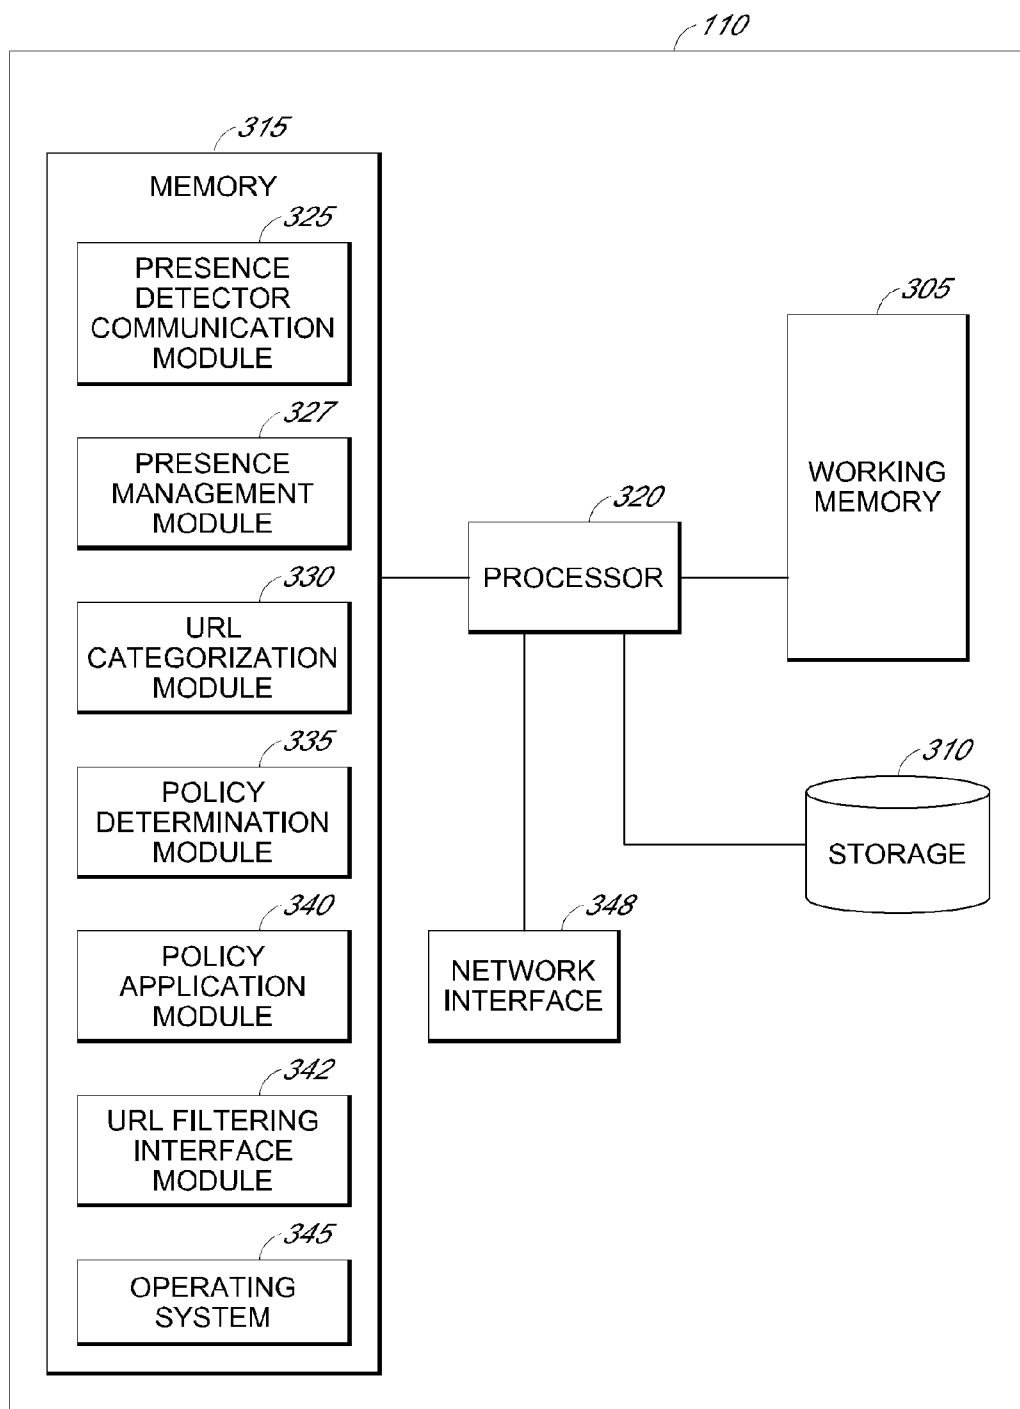 110
315
MEMORY
325
PRESENCE
DETECTOR
COMMUNICATION
MODULE
327
PRESENCE
MANAGEMENT
MODULE
330
URL
CATEGORIZATION
MODULE
335
POLICY
DETERMINATION
MODULE
340
POLICY
APPLICATION
MODULE
342
URL FILTERING
INTERFACE
MODULE
345
OPERATING
SYSTEM
320
PROCESSOR
305
WORKING
MEMORY
310
STORAGE
348
NETWORK
INTERFACE